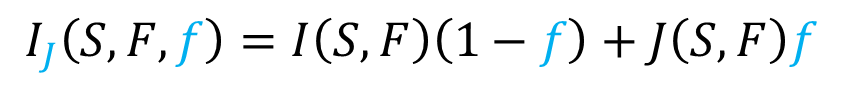 I_J(S, F, f) = I(S, F)(1 − f) + J(S, F)f